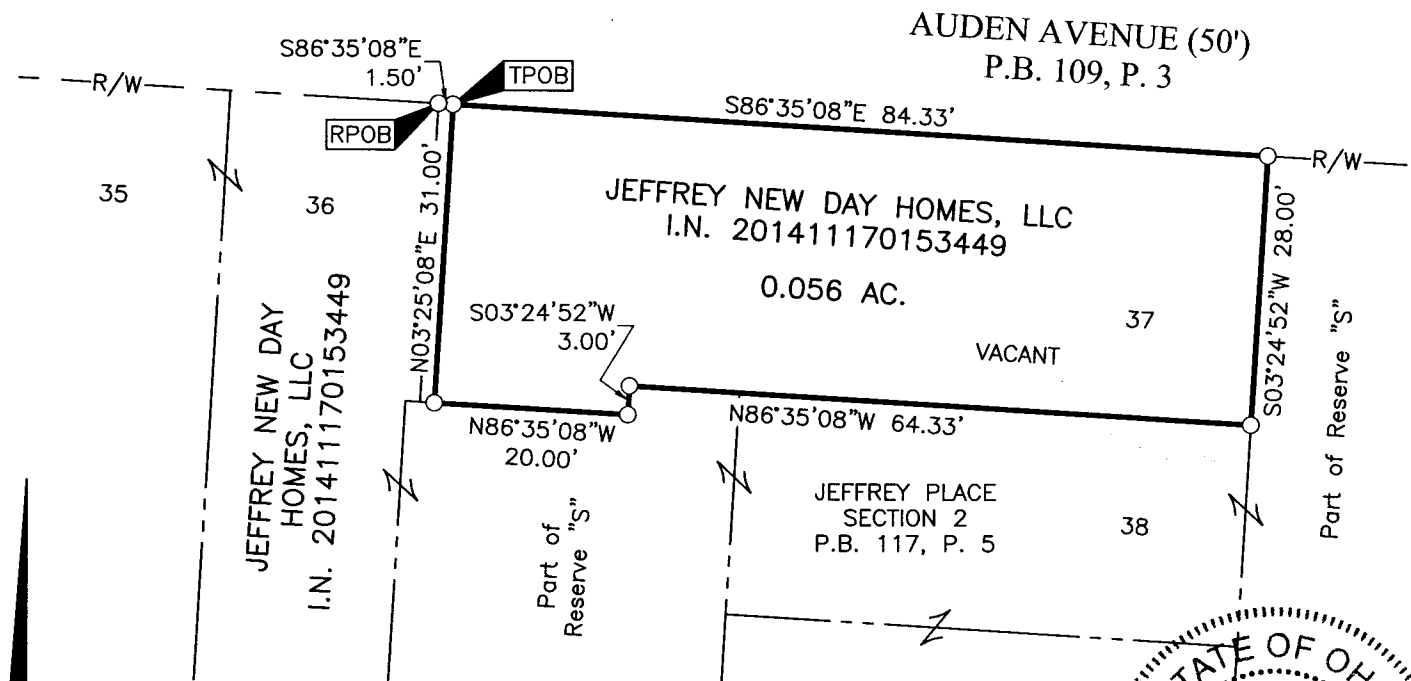 AUDEN AVENUE (50')
P.B. 109, P. 3
S86°35'08"E
1.50'
TPOB
R/W
S86°35'08"E 84.33'
RPOB
R/W
35
36
N03°25'08"E 31.00'
JEFFREY NEW DAY HOMES, LLC
I.N. 201411170153449
0.056 AC.
S03°24'52"W 28.00'
S03°24'52"W
3.00'
37
VACANT
JEFFREY NEW DAY
HOMES, LLC
I.N. 201411170153449
N86°35'08"W
20.00'
N86°35'08"W 64.33'
Part of Reserve "S"
Part of
Reserve "S"
JEFFREY PLACE
SECTION 2
P.B. 117, P. 5
38
STATE OF OH